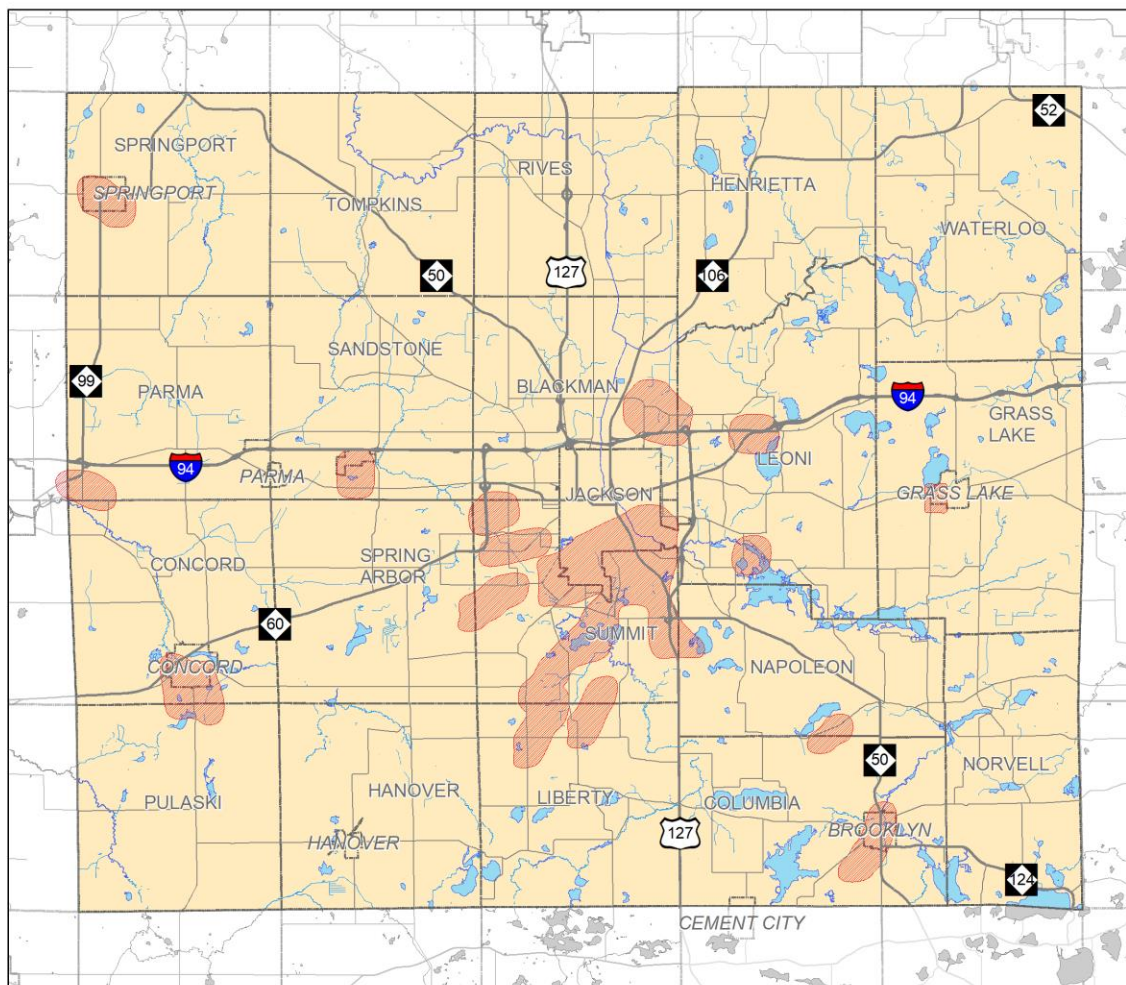 52
SPRINGPORT
RIVES
HENRIETTA
SPRINGPORT
TOMPKINS
WATERLOO
50
127
106
SANDSTONE
99
PARMA
BLACKMAN
94
GRASS
LAKE
94
PARMA
LEONI
JACKSON
GRASS LAKE
CONCORD
SPRING
ARBOR
60
SUMMIT
CONCORD
NAPOLEON
50
NORVELL
PULASKI
HANOVER
LIBERTY
COLUMBIA
HANOVER
127
BROOKLYN
124
CEMENT CITY